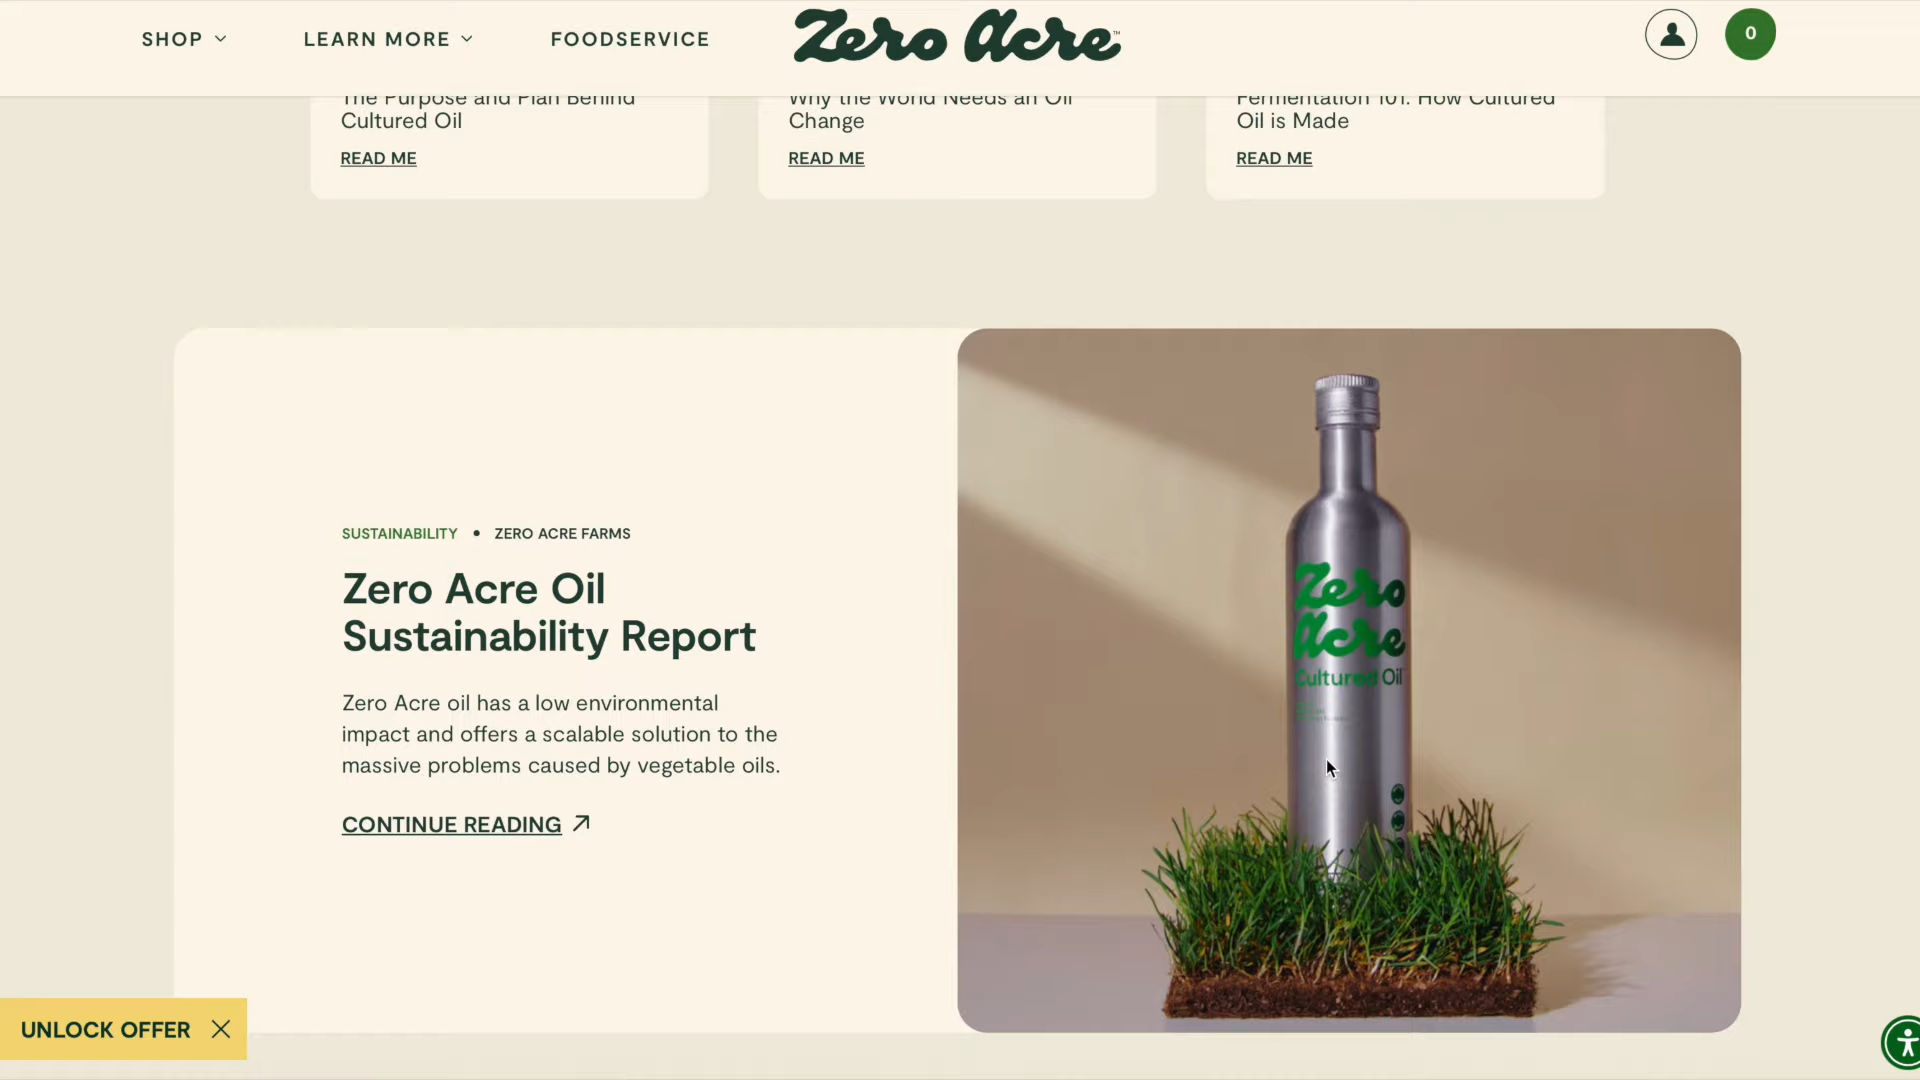 SHOP
LEARN MORE
FOODSERVICE
Zero Acre™
0
The Purpose and Plan Behind
Cultured Oil
READ ME
Why the World Needs an Oil
Change
READ ME
Fermentation 101: How Cultured
Oil is Made
READ ME
SUSTAINABILITY • ZERO ACRE FARMS
Zero Acre Oil
Sustainability Report
Zero Acre oil has a low environmental
impact and offers a scalable solution to the
massive problems caused by vegetable oils.
CONTINUE READING
Zero
Acre
Cultured Oil
UNLOCK OFFER